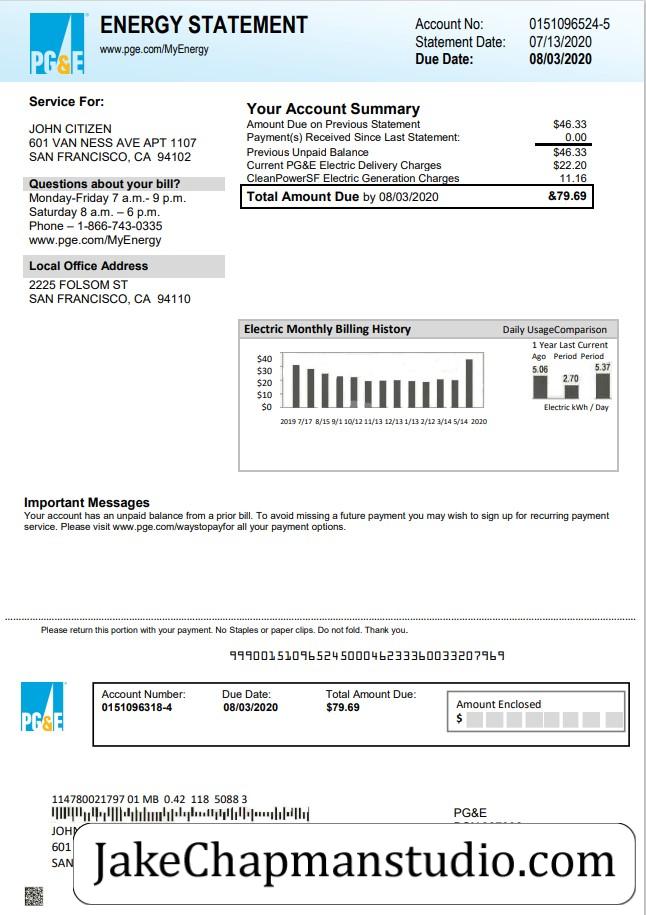 PG&E
ENERGY STATEMENT
www.pge.com/MyEnergy
Account No: 0151096524-5
Statement Date: 07/13/2020
Due Date: 08/03/2020
Service For:
JOHN CITIZEN
601 VAN NESS AVE APT 1107
SAN FRANCISCO, CA 94102
Questions about your bill?
Monday-Friday 7 a.m.- 9 p.m.
Saturday 8 a.m. – 6 p.m.
Phone – 1-866-743-0335
www.pge.com/MyEnergy
Local Office Address
2225 FOLSOM ST
SAN FRANCISCO, CA 94110
Your Account Summary
Amount Due on Previous Statement $46.33
Payment(s) Received Since Last Statement: 0.00
Previous Unpaid Balance $46.33
Current PG&E Electric Delivery Charges $22.20
CleanPowerSF Electric Generation Charges 11.16
Total Amount Due by 08/03/2020 &79.69
Electric Monthly Billing History Daily UsageComparison
$40
$30
$20
$10
$0
2019 7/17 8/15 9/1 10/12 11/13 12/13 1/13 2/12 3/14 5/14 2020
1 Year Last Current
Ago Period Period
5.06 2.70 5.37
Electric kWh / Day
Important Messages
Your account has an unpaid balance from a prior bill. To avoid missing a future payment you may wish to sign up for recurring payment
service. Please visit www.pge.com/waystopayfor all your payment options.
Please return this portion with your payment. No Staples or paper clips. Do not fold. Thank you.
99900151096524500046233360033207969
PG&E
Account Number: Due Date: Total Amount Due:
0151096318-4 08/03/2020 $79.69
Amount Enclosed
$
114780021797 01 MB 0.42 118 5088 3
PG&E
601
SAN
JakeChapmanstudio.com